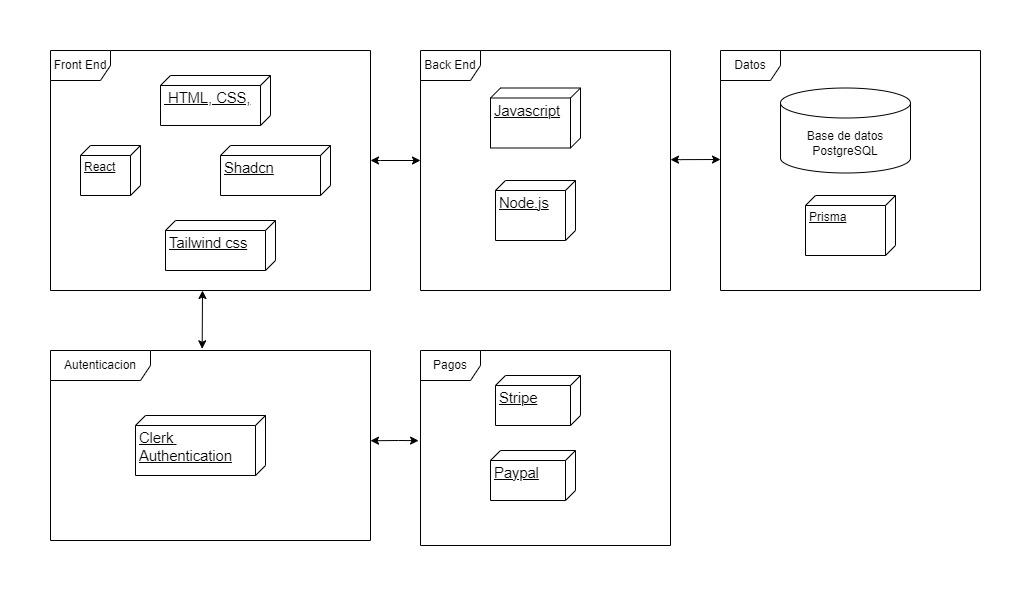 Front End
HTML, CSS,
React
Shadcn
Tailwind css
Back End
Javascript
Node.js
Datos
Base de datos
PostgreSQL
Prisma
Autenticacion
Clerk
Authentication
Pagos
Stripe
Paypal